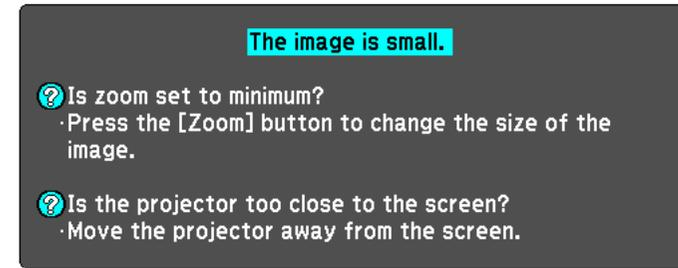 The image is small.
Is zoom set to minimum?
·Press the [Zoom] button to change the size of the
image.
Is the projector too close to the screen?
·Move the projector away from the screen.